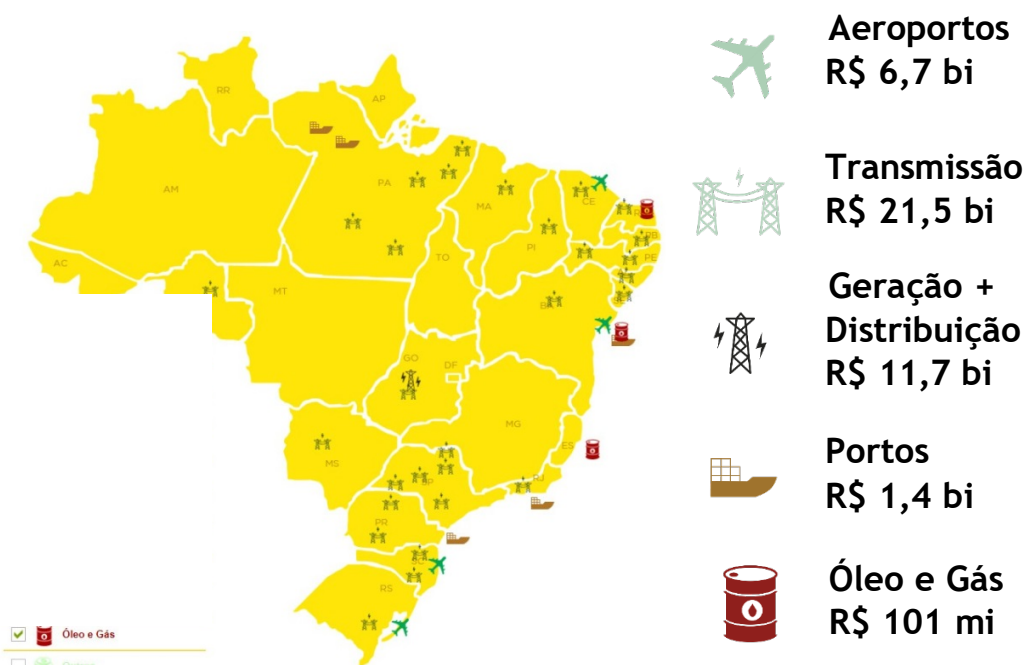 Aeroportos
R$ 6,7 bi
Transmissão
R$ 21,5 bi
Geração +
Distribuição
R$ 11,7 bi
Portos
R$ 1,4 bi
Óleo e Gás
R$ 101 mi
RR
AP
AM
PA
MA
CE
PI
PB
PE
AC
TO
MT
GO
DF
MG
ES
MS
RJ
PR
RS
Óleo e Gás